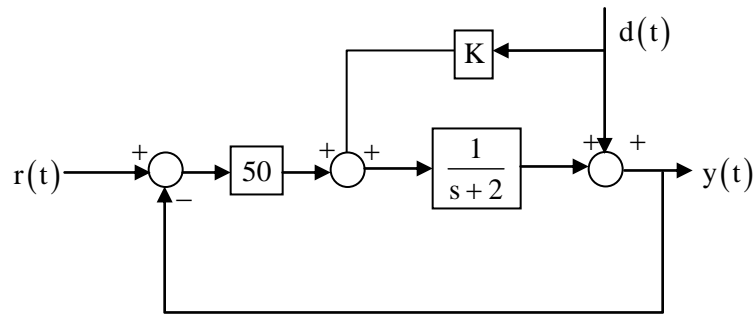 d(t)
K
+ + + + +
r(t) 50 1/(s+2) y(t)
−